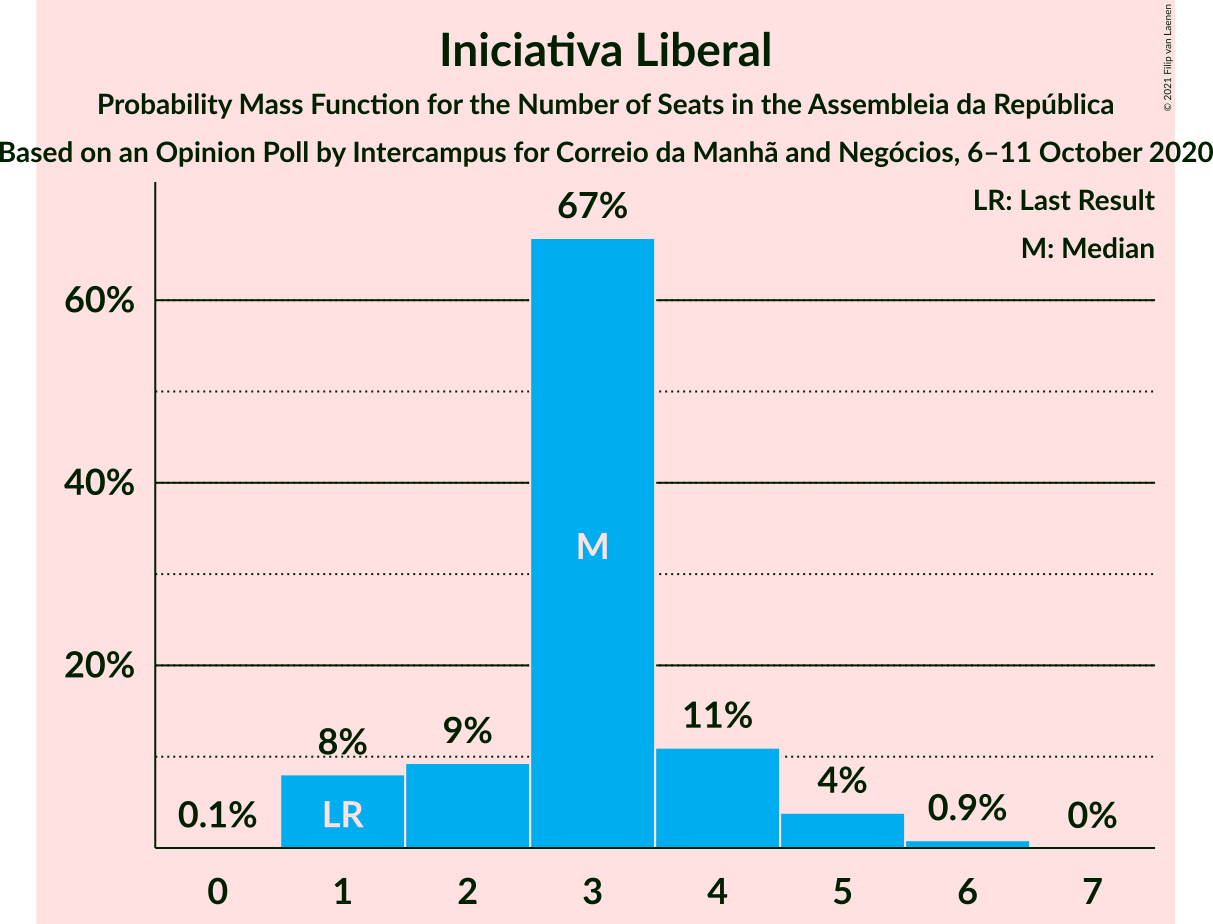 Iniciativa Liberal
Probability Mass Function for the Number of Seats in the Assembleia da República
Based on an Opinion Poll by Intercampus for Correio da Manhã and Negócios, 6–11 October 2020
© 2021 Filip van Laenen
LR: Last Result
M: Median
67%
60%
40%
M
20%
11%
9%
8%
4%
0.9%
0.1%
LR
0%
0 1 2 3 4 5 6 7